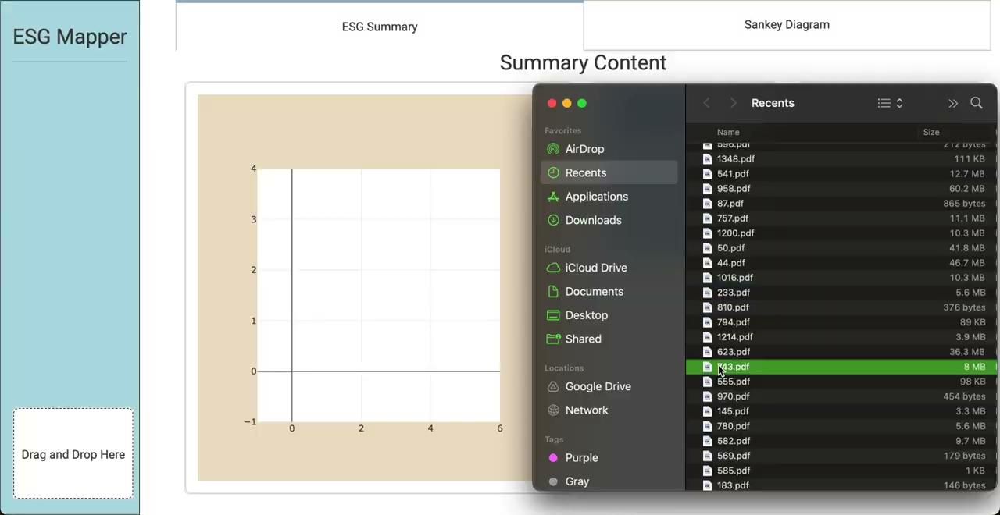 ESG Mapper
Drag and Drop Here
ESG Summary
Sankey Diagram
Summary Content
4
3
2
1
0
−1
0
2
4
6
Favorites
AirDrop
Recents
Applications
Downloads
iCloud
iCloud Drive
Documents
Desktop
Shared
Locations
Google Drive
Network
Tags
Purple
Gray
Recents
Name Size
596.pdf 212 bytes
1348.pdf 111 KB
541.pdf 12.7 MB
958.pdf 60.2 MB
87.pdf 865 bytes
757.pdf 11.1 MB
1200.pdf 10.3 MB
50.pdf 41.8 MB
44.pdf 46.7 MB
1016.pdf 10.3 MB
233.pdf 5.6 MB
810.pdf 376 bytes
794.pdf 89 KB
1214.pdf 3.9 MB
623.pdf 36.3 MB
8 MB
555.pdf 98 KB
970.pdf 454 bytes
145.pdf 3.3 MB
780.pdf 5.6 MB
582.pdf 9.7 MB
569.pdf 179 bytes
585.pdf 1 KB
183.pdf 146 bytes